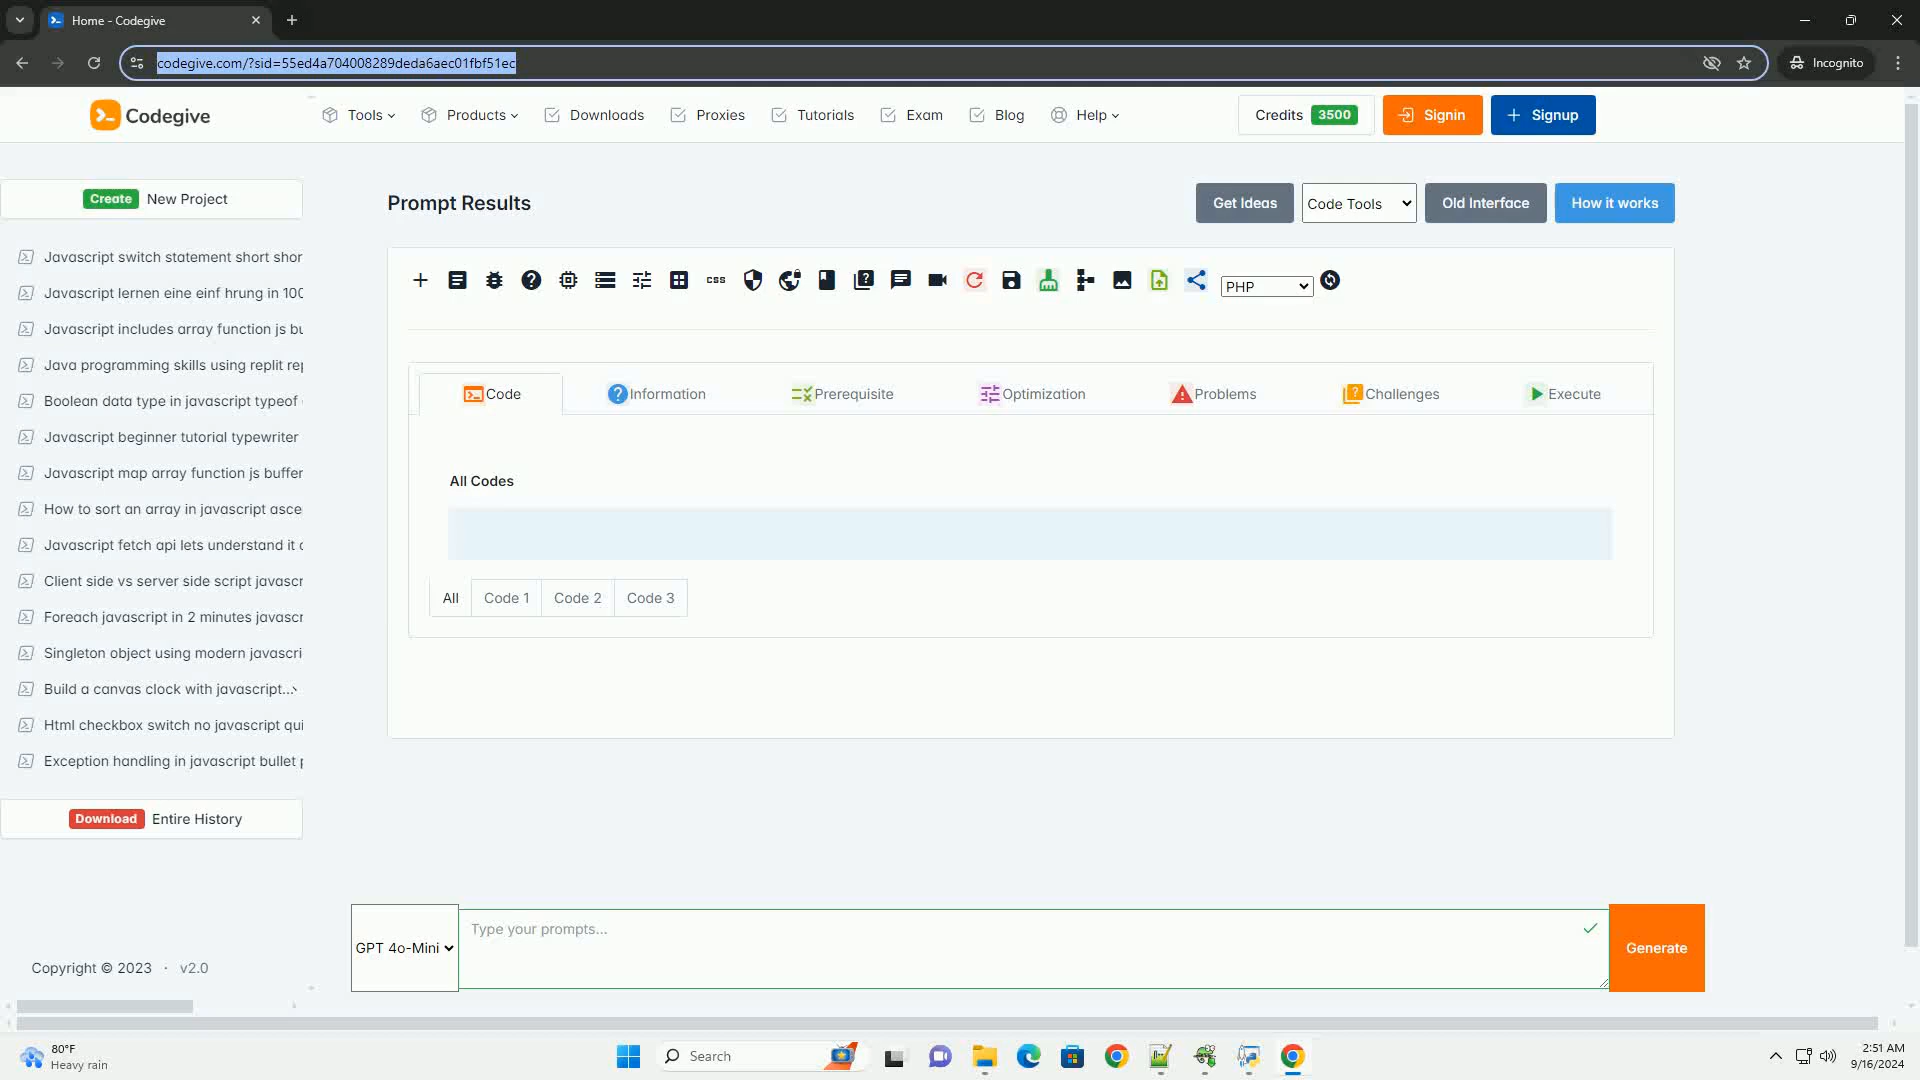 Home - Codegive
codegive.com/?sid=55ed4a704008289deda6aec01fbf51ec
Incognito
Codegive
Tools
Products
Downloads
Proxies
Tutorials
Exam
Blog
Help
Credits 3500
Signin
Signup
Create New Project
Prompt Results
Get Ideas
Code Tools
Old Interface
How it works
Javascript switch statement short shor
Javascript lernen eine einf hrung in 100
Javascript includes array function js bu
Java programming skills using replit rep
Boolean data type in javascript typeof
Javascript beginner tutorial typewriter
Javascript map array function js buffer
How to sort an array in javascript asce
Javascript fetch api lets understand it
Client side vs server side script javascr
Foreach javascript in 2 minutes javascr
Singleton object using modern javascri
Build a canvas clock with javascript...
Html checkbox switch no javascript qui
Exception handling in javascript bullet p
Download Entire History
Copyright © 2023 · v2.0
css
PHP
Code
Information
Prerequisite
Optimization
Problems
Challenges
Execute
All Codes
All
Code 1
Code 2
Code 3
GPT 4o-Mini
Type your prompts...
Generate
80°F
Heavy rain
Search
2:51 AM
9/16/2024